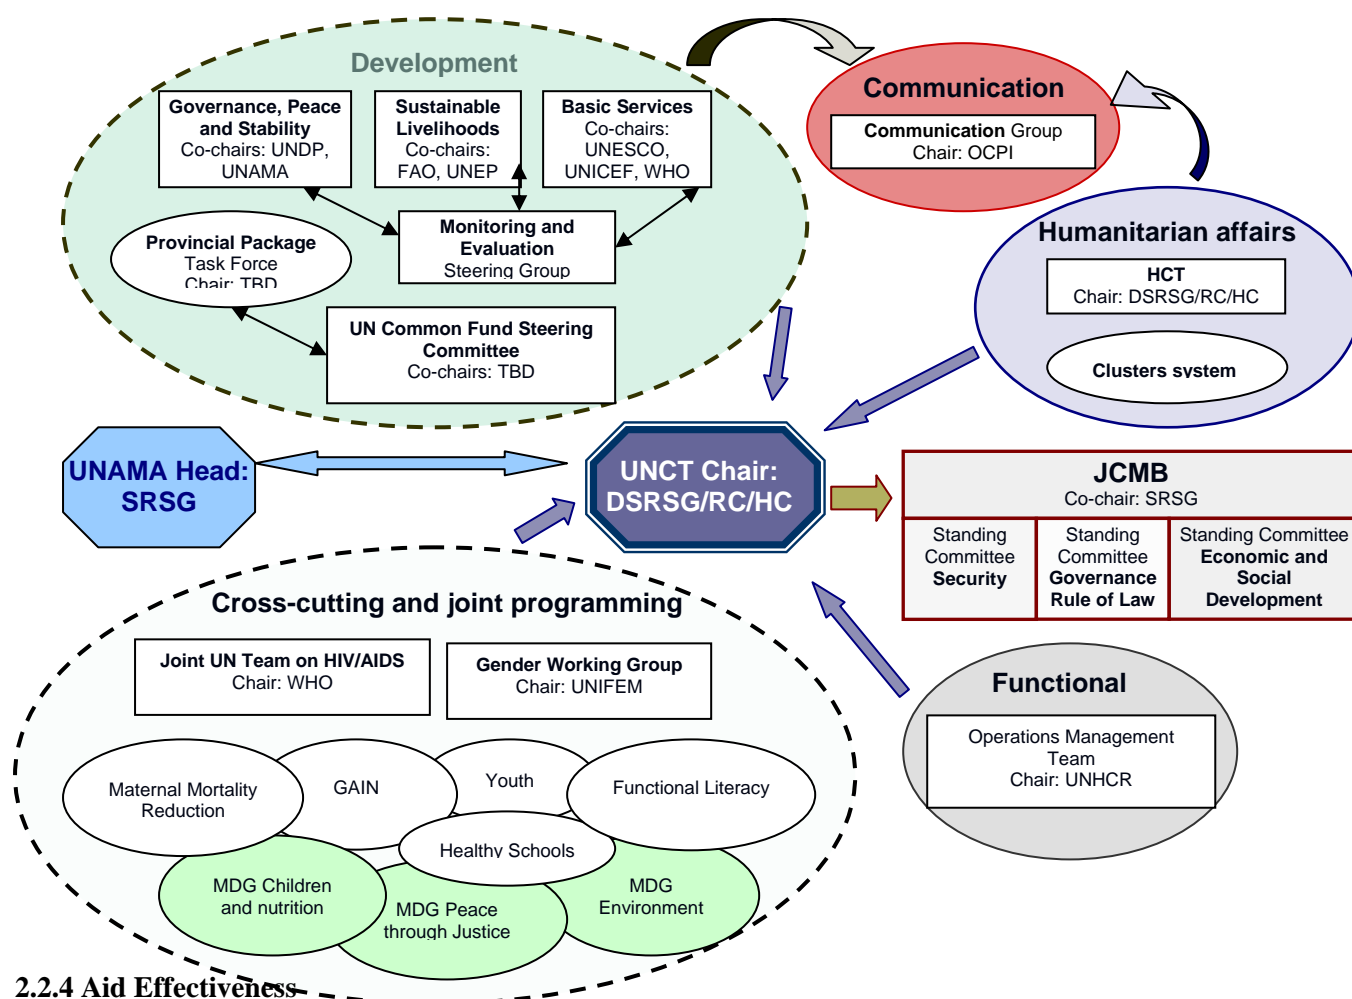 Development
Governance, Peace
and Stability
Co-chairs: UNDP,
UNAMA
Sustainable
Livelihoods
Co-chairs:
FAO, UNEP
Basic Services
Co-chairs:
UNESCO,
UNICEF, WHO
Provincial Package
Task Force
Chair: TBD
Monitoring and
Evaluation
Steering Group
UN Common Fund Steering
Committee
Co-chairs: TBD
Communication
Communication Group
Chair: OCPI
Humanitarian affairs
HCT
Chair: DSRSG/RC/HC
Clusters system
UNAMA Head:
SRSG
UNCT Chair:
DSRSG/RC/HC
JCMB
Co-chair: SRSG
Standing
Committee
Security
Standing
Committee
Governance
Rule of Law
Standing Committee
Economic and
Social
Development
Cross-cutting and joint programming
Joint UN Team on HIV/AIDS
Chair: WHO
Gender Working Group
Chair: UNIFEM
Maternal Mortality
Reduction
GAIN
Youth
Functional Literacy
Healthy Schools
MDG Children
and nutrition
MDG Peace
through Justice
MDG
Environment
Functional
Operations Management
Team
Chair: UNHCR
2.2.4 Aid Effectiveness